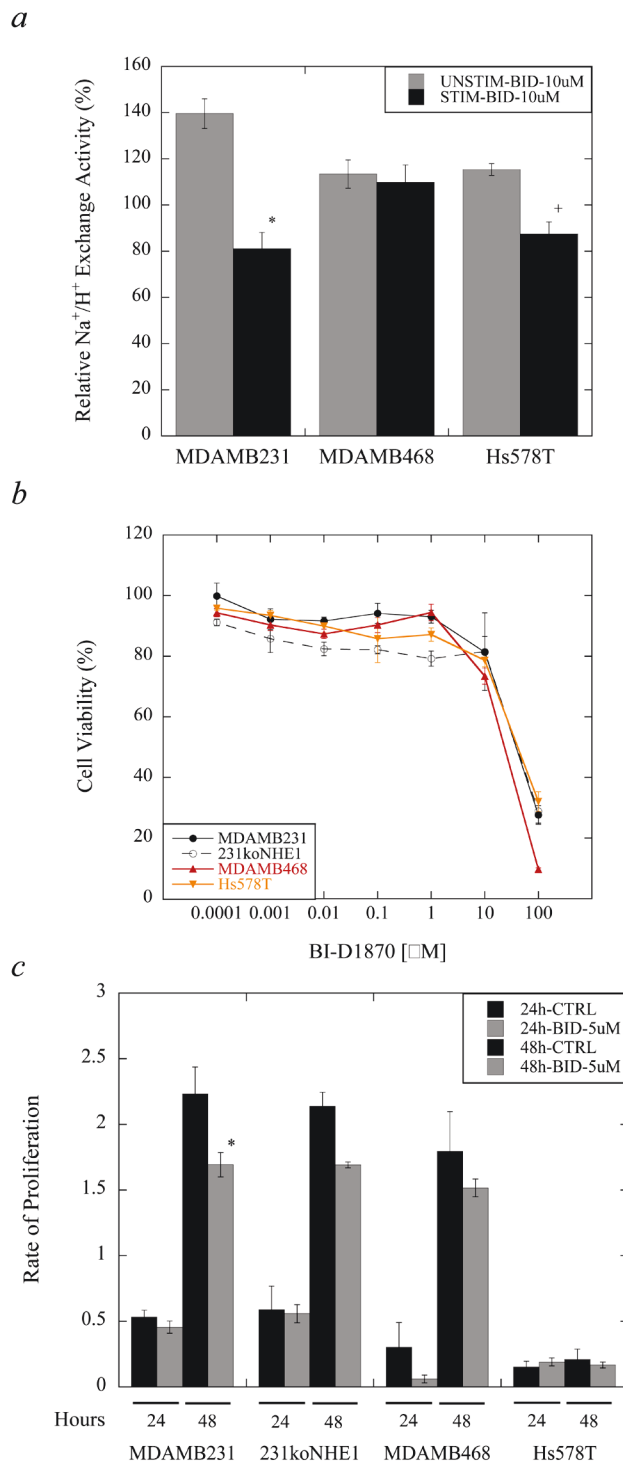 a
160
140
120
100
80
60
40
20
0
Relative Na⁺/H⁺ Exchange Activity (%)
UNSTIM-BID-10uM
STIM-BID-10uM
*
+
MDAMB231 MDAMB468 Hs578T
b
120
100
80
60
40
20
0
Cell Viability (%)
MDAMB231
231koNHE1
MDAMB468
Hs578T
0.0001 0.001 0.01 0.1 1 10 100
BI-D1870 [□M]
c
3
2.5
2
1.5
1
0.5
0
Rate of Proliferation
24h-CTRL
24h-BID-5uM
48h-CTRL
48h-BID-5uM
*
Hours 24 48 24 48 24 48 24 48
MDAMB231 231koNHE1 MDAMB468 Hs578T